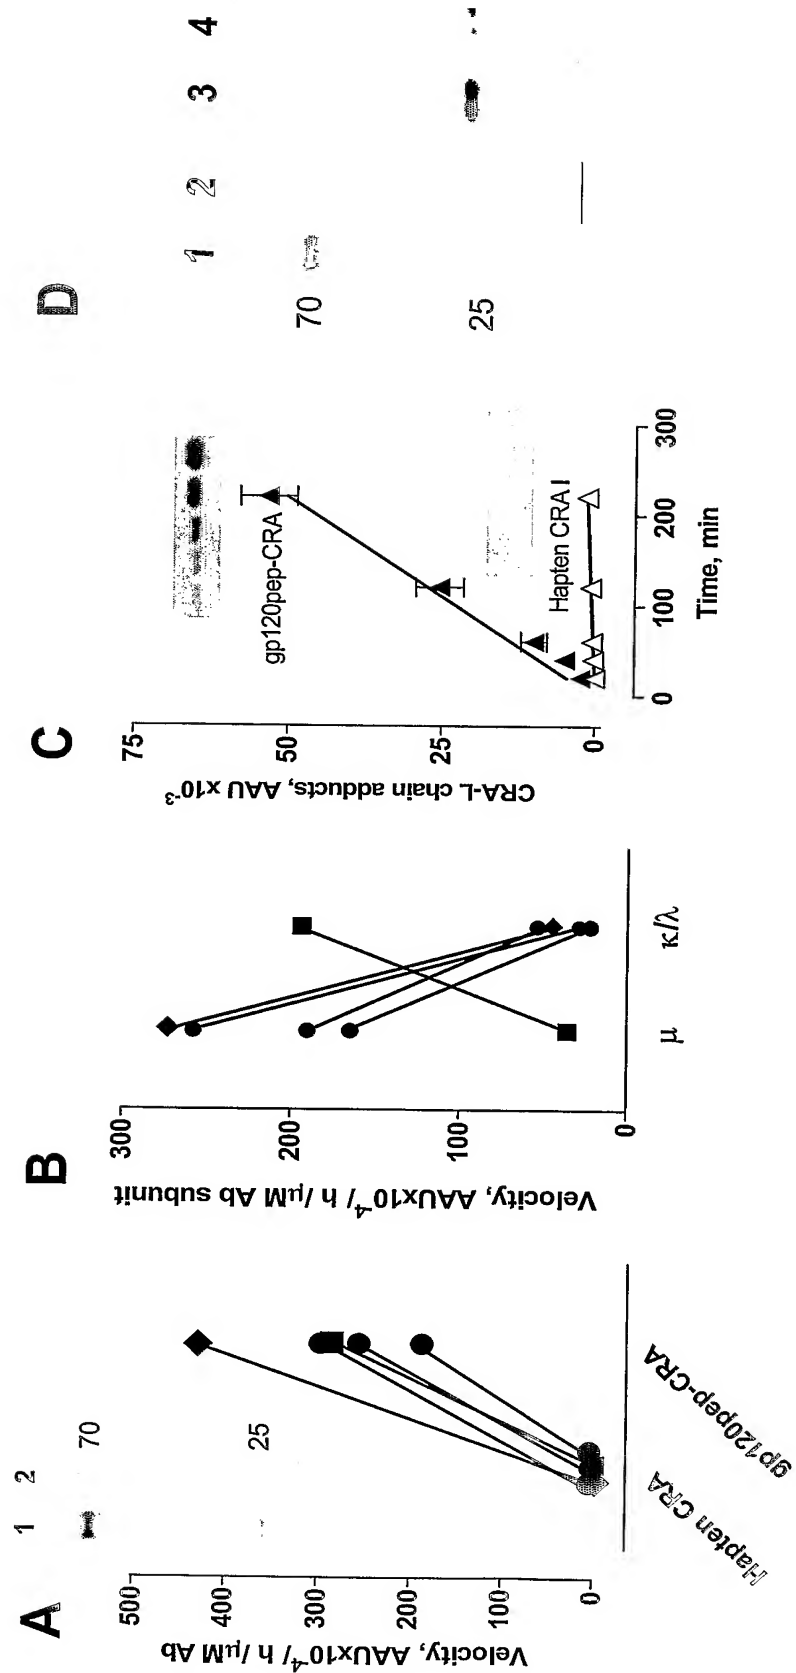 A
1 2
70
25
500
400
300
200
100
0
Velocity, AAUx10⁻⁴/ h / μM Ab
Hapten CRA
gp120pep-CRA
B
300
200
100
0
Velocity, AAUx10⁻⁴/ h / μM Ab subunit
μ
κ/λ
C
75
50
25
0
CRA-L chain adducts, AAU x10⁻³
gp120pep-CRA
Hapten CRA I
0 100 200 300
Time, min
D
1 2 3 4
70
25